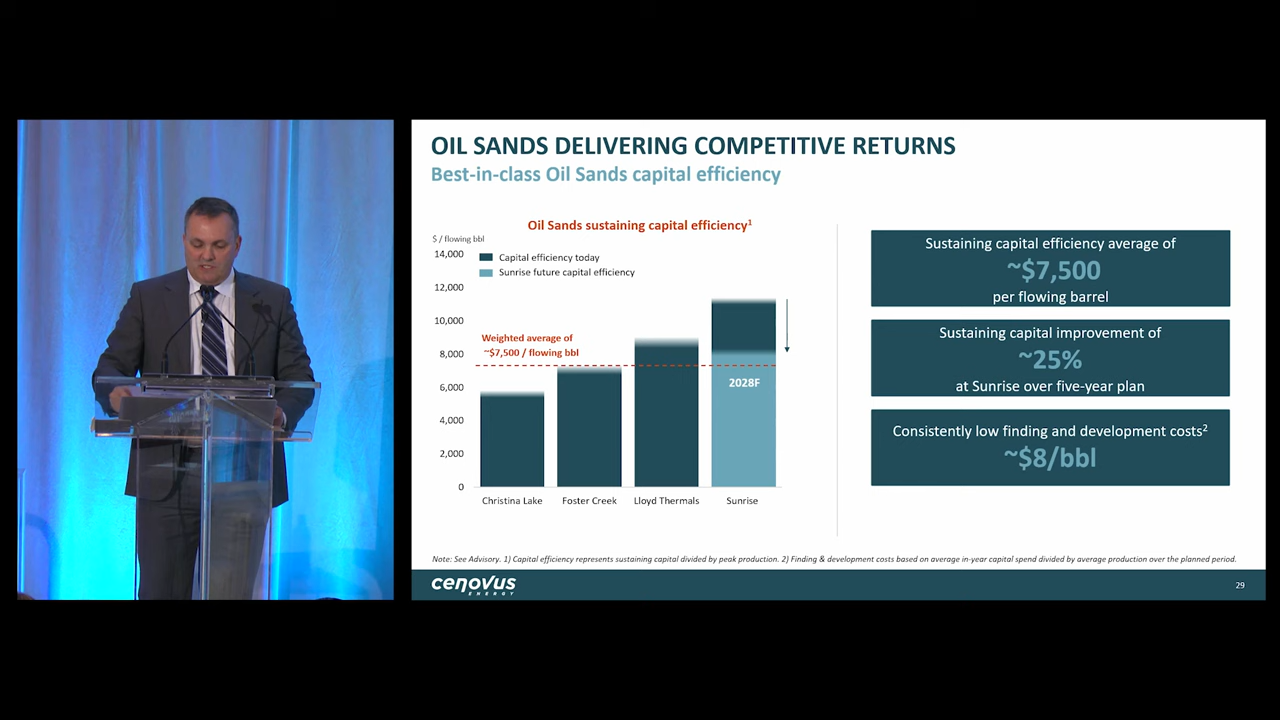 OIL SANDS DELIVERING COMPETITIVE RETURNS
Best-in-class Oil Sands capital efficiency
Oil Sands sustaining capital efficiency1
$ / flowing bbl
14,000
12,000
10,000
8,000
6,000
4,000
2,000
0
Capital efficiency today
Sunrise future capital efficiency
Weighted average of
~$7,500 / flowing bbl
2028F
Christina Lake
Foster Creek
Lloyd Thermals
Sunrise
Sustaining capital efficiency average of
~$7,500
per flowing barrel
Sustaining capital improvement of
~25%
at Sunrise over five-year plan
Consistently low finding and development costs2
~$8/bbl
Note: See Advisory. 1) Capital efficiency represents sustaining capital divided by peak production. 2) Finding & development costs based on average in-year capital spend divided by average production over the planned period.
cenovus
ENERGY
29